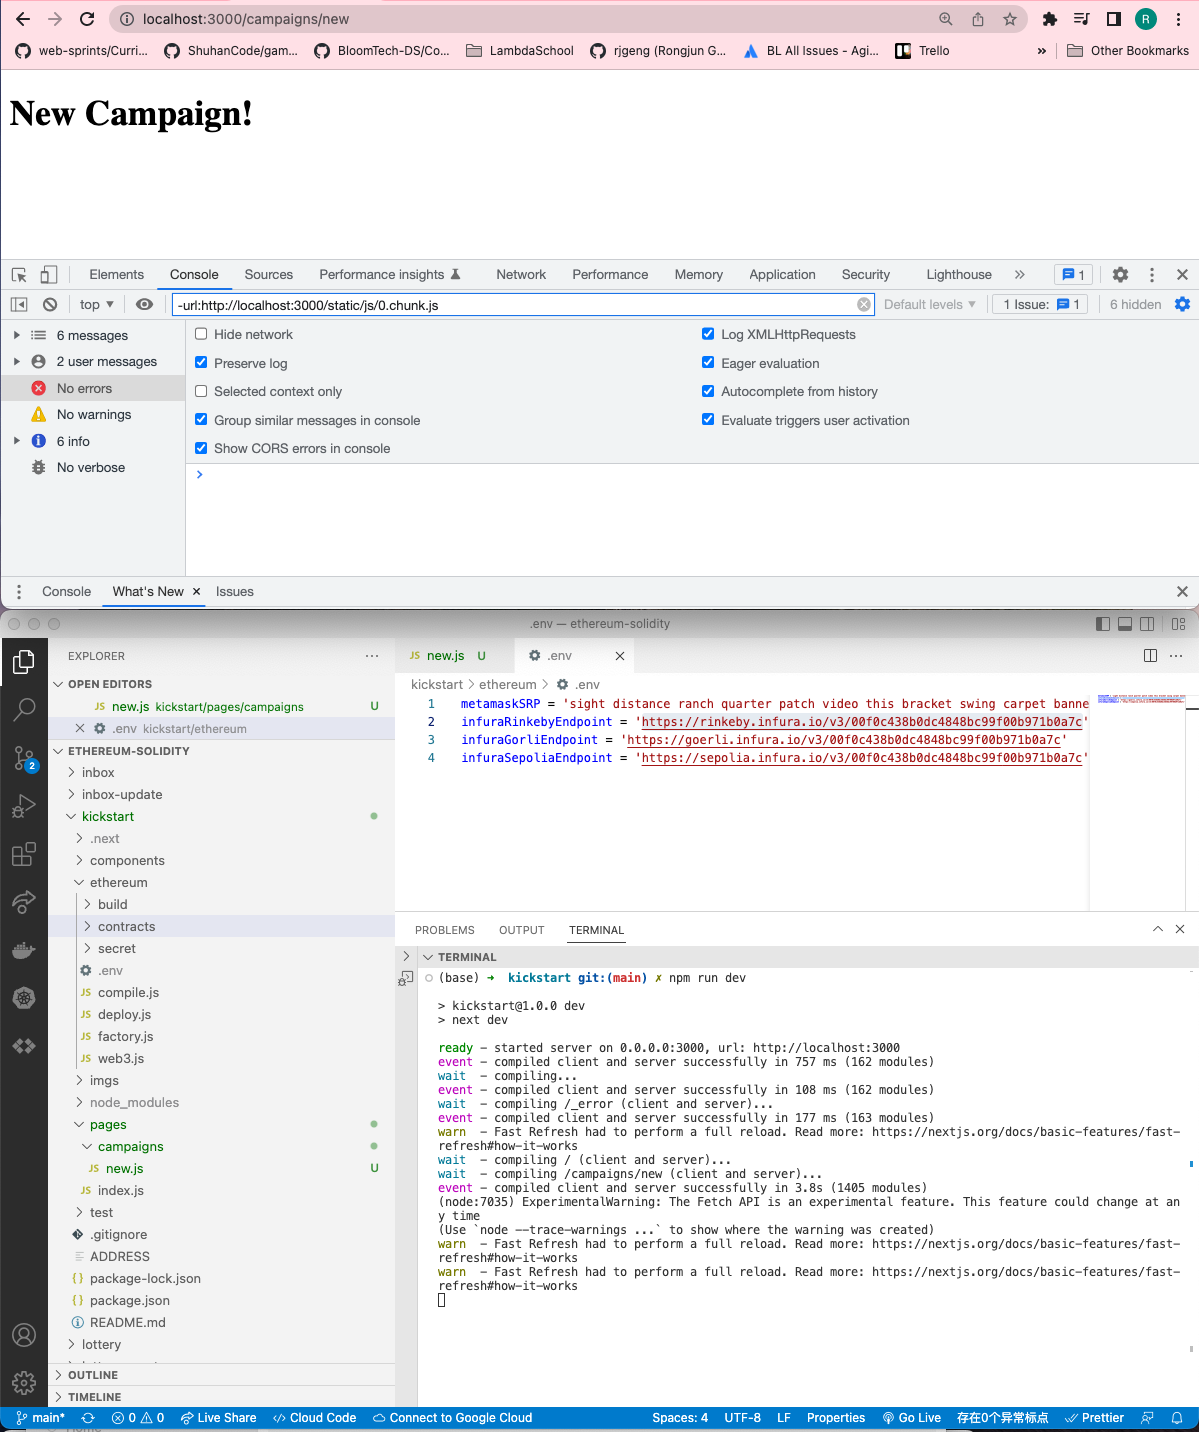 localhost:3000/campaigns/new
R
web-sprints/Curri...
ShuhanCode/gam...
BloomTech-DS/Co...
LambdaSchool
rjgeng (Rongjun G...
BL All Issues - Agi...
Trello
»
Other Bookmarks
New Campaign!
Elements
Console
Sources
Performance insights
Network
Performance
Memory
Application
Security
Lighthouse
»
1
top ▼
-url:http://localhost:3000/static/js/0.chunk.js
Default levels ▼
1 Issue: 1
6 hidden
6 messages
2 user messages
No errors
No warnings
6 info
No verbose
Hide network
Log XMLHttpRequests
Preserve log
Eager evaluation
Selected context only
Autocomplete from history
Group similar messages in console
Evaluate triggers user activation
Show CORS errors in console
>
Console
What's New ×
Issues
.env — ethereum-solidity
EXPLORER
OPEN EDITORS
JS new.js kickstart/pages/campaigns U
.env kickstart/ethereum
ETHEREUM-SOLIDITY
2
inbox
inbox-update
kickstart
.next
components
ethereum
build
contracts
secret
.env
JS compile.js
JS deploy.js
JS factory.js
JS web3.js
imgs
node_modules
pages
campaigns
JS new.js U
JS index.js
test
.gitignore
ADDRESS
{} package-lock.json
{} package.json
README.md
lottery
OUTLINE
TIMELINE
JS new.js U
.env
kickstart > ethereum > .env
1 metamaskSRP = 'sight distance ranch quarter patch video this bracket swing carpet banne
2 infuraRinkebyEndpoint = 'https://rinkeby.infura.io/v3/00f0c438b0dc4848bc99f00b971b0a7c'
3 infuraGorliEndpoint = 'https://goerli.infura.io/v3/00f0c438b0dc4848bc99f00b971b0a7c'
4 infuraSepoliaEndpoint = 'https://sepolia.infura.io/v3/00f0c438b0dc4848bc99f00b971b0a7c'
PROBLEMS
OUTPUT
TERMINAL
TERMINAL
(base) ➜ kickstart git:(main) ✗ npm run dev
> kickstart@1.0.0 dev
> next dev
ready - started server on 0.0.0.0:3000, url: http://localhost:3000
event - compiled client and server successfully in 757 ms (162 modules)
wait - compiling...
event - compiled client and server successfully in 108 ms (162 modules)
wait - compiling /_error (client and server)...
event - compiled client and server successfully in 177 ms (163 modules)
warn - Fast Refresh had to perform a full reload. Read more: https://nextjs.org/docs/basic-features/fast-
refresh#how-it-works
wait - compiling / (client and server)...
wait - compiling /campaigns/new (client and server)...
event - compiled client and server successfully in 3.8s (1405 modules)
(node:7035) ExperimentalWarning: The Fetch API is an experimental feature. This feature could change at an
y time
(Use `node --trace-warnings ...` to show where the warning was created)
warn - Fast Refresh had to perform a full reload. Read more: https://nextjs.org/docs/basic-features/fast-
refresh#how-it-works
warn - Fast Refresh had to perform a full reload. Read more: https://nextjs.org/docs/basic-features/fast-
refresh#how-it-works
main*
0
0
Live Share
Cloud Code
Connect to Google Cloud
Spaces: 4
UTF-8
LF
Properties
Go Live
存在0个异常标点
Prettier